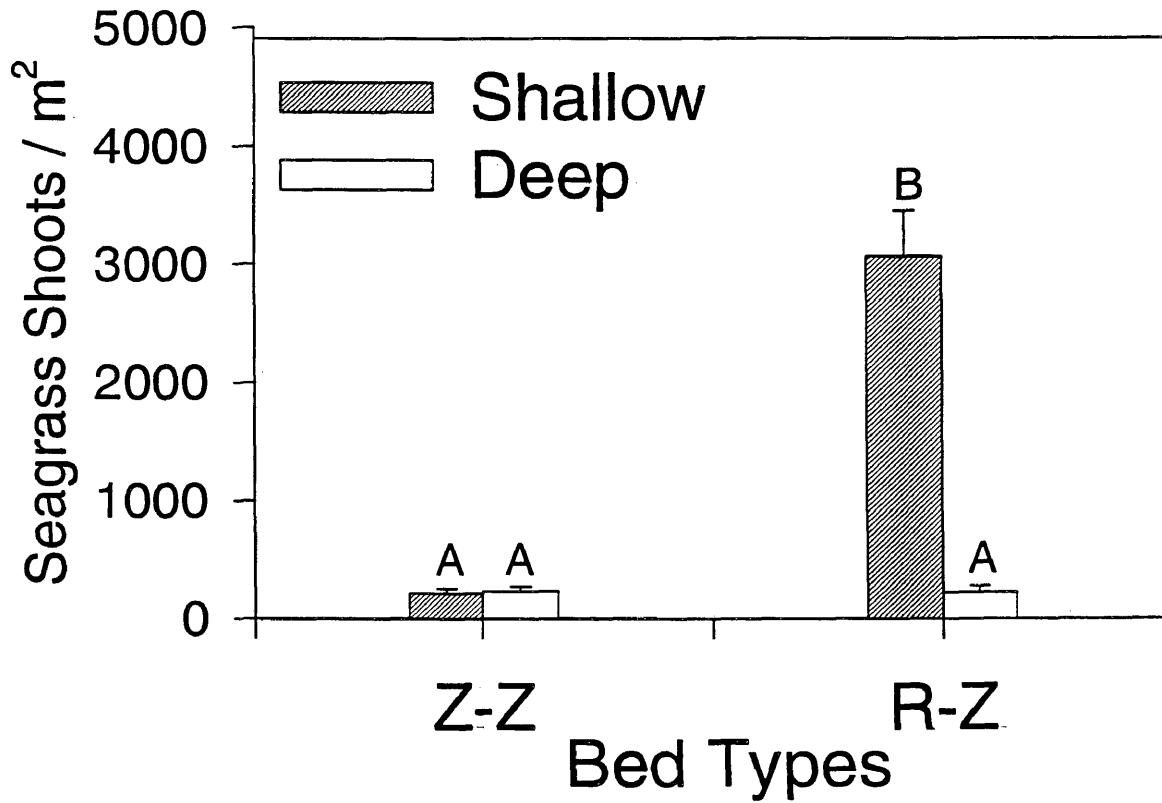 Seagrass Shoots / m²
5000
4000
3000
2000
1000
0
Shallow
Deep
A
A
B
A
Z-Z
R-Z
Bed Types